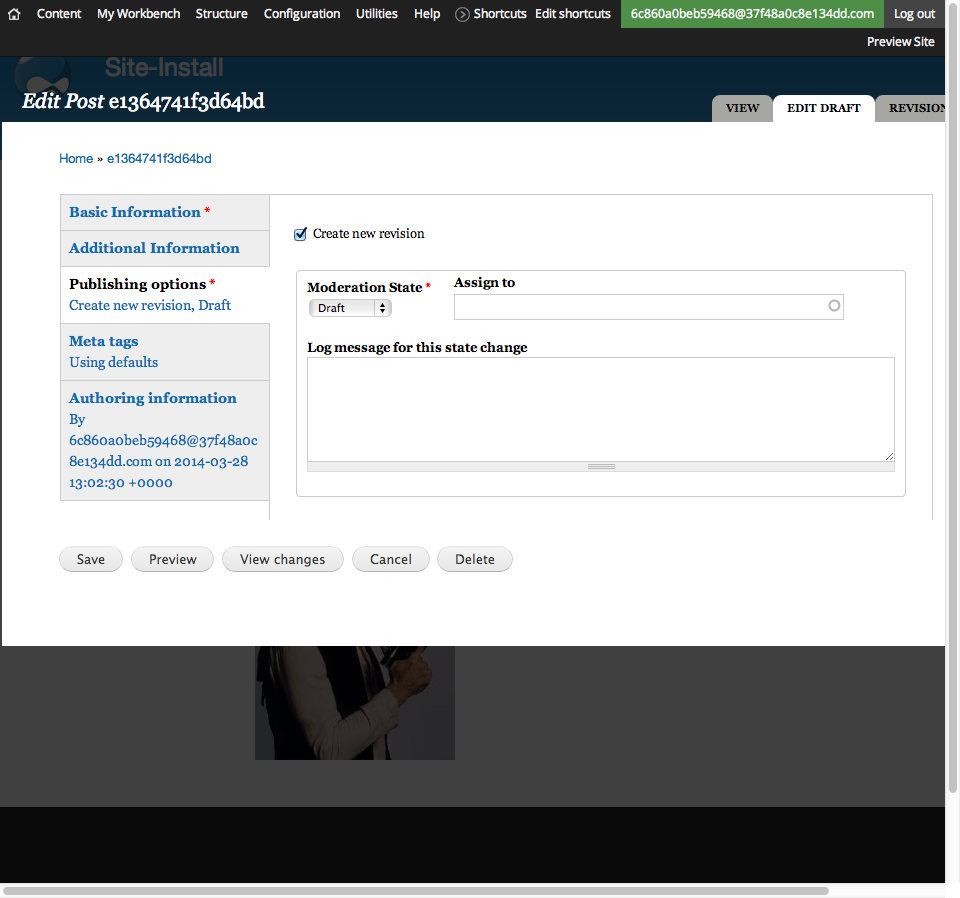 Content My Workbench Structure Configuration Utilities Help Shortcuts Edit shortcuts 6c860a0beb59468@37f48a0c8e134dd.com Log out
Preview Site
Site-Install
Edit Post e1364741f3d64bd
VIEW EDIT DRAFT REVISION
Home » e1364741f3d64bd
Basic Information *
Additional Information
Publishing options *
Create new revision, Draft
Meta tags
Using defaults
Authoring information
By
6c860a0beb59468@37f48a0c
8e134dd.com on 2014-03-28
13:02:30 +0000
Create new revision
Moderation State * Assign to
Draft
Log message for this state change
Save Preview View changes Cancel Delete